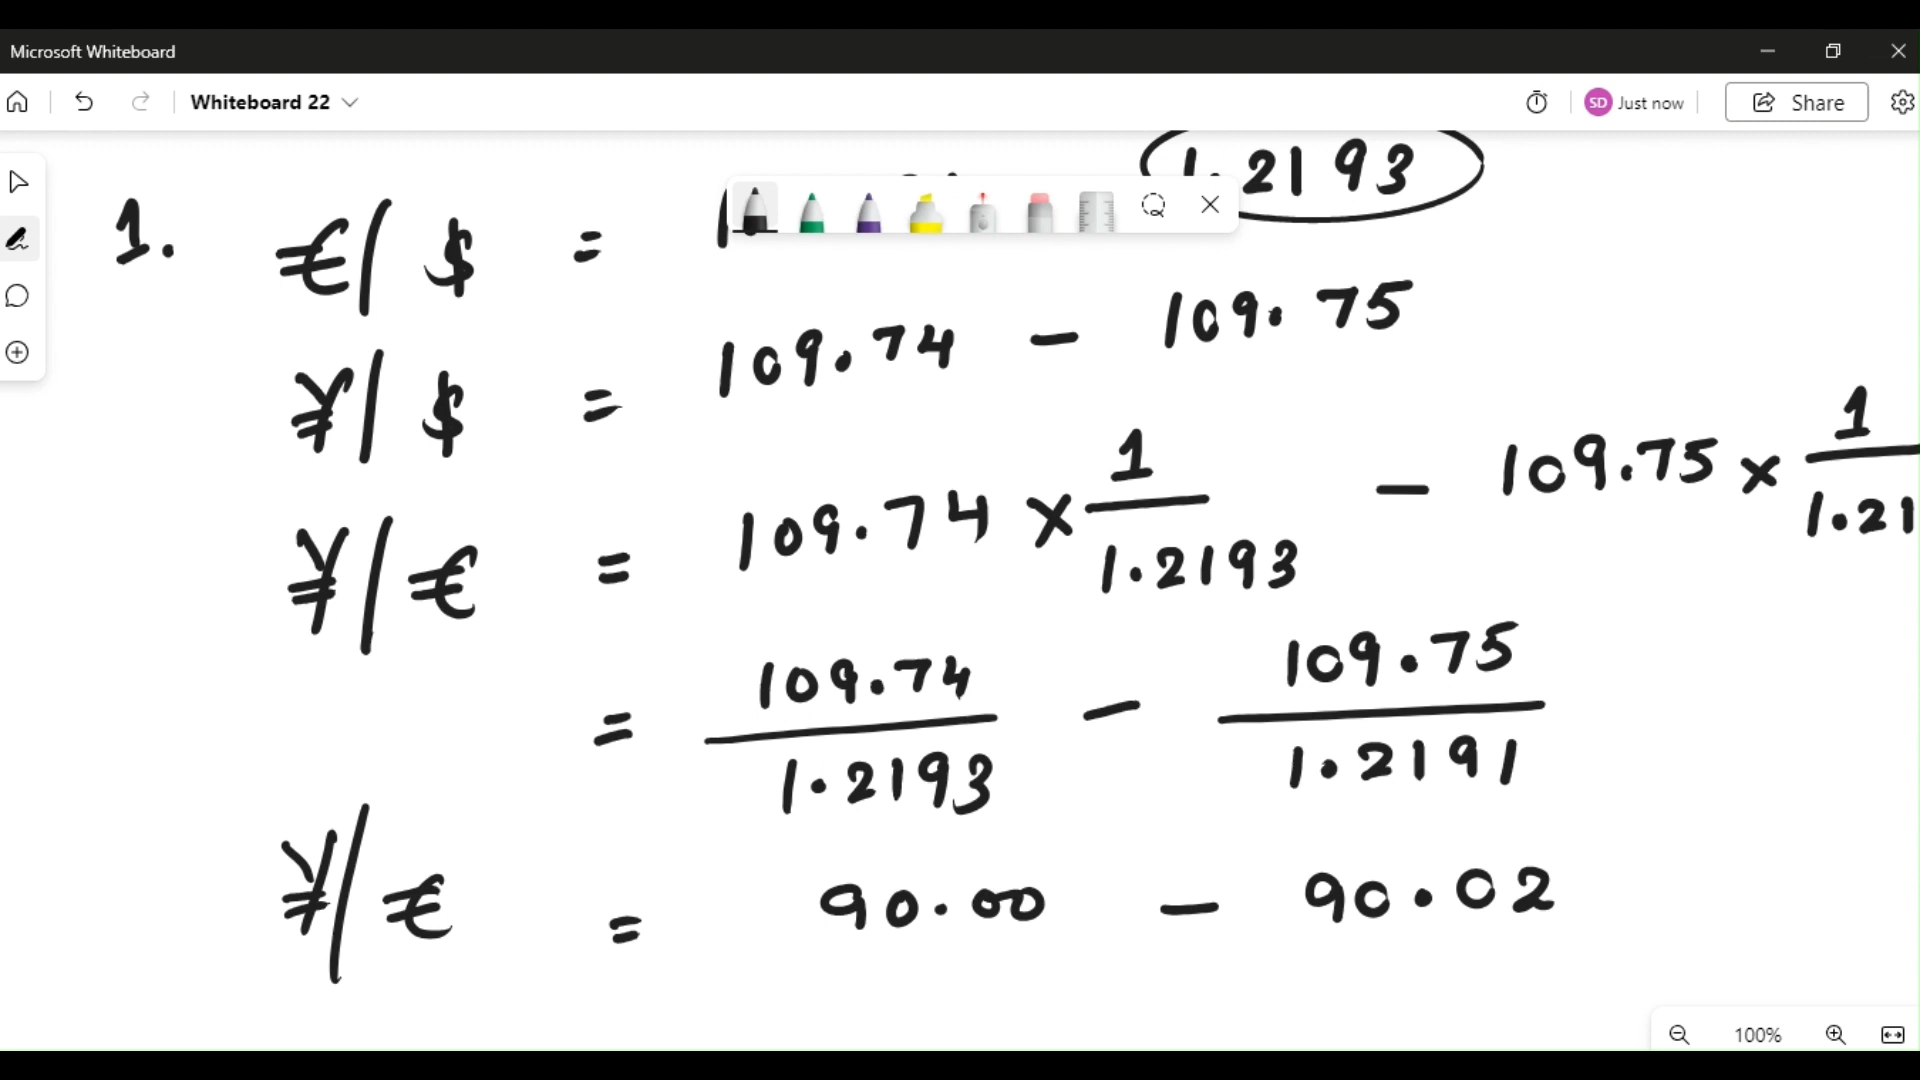 Microsoft Whiteboard
Whiteboard 22
SD Just now
Share
1.2193
1. €/$ =
¥/$ = 109.74 - 109.75
¥/€ = 109.74 x 1/1.2193 - 109.75 x 1/1.21
= 109.74/1.2193 - 109.75/1.2191
¥/€ = 90.00 - 90.02
100%